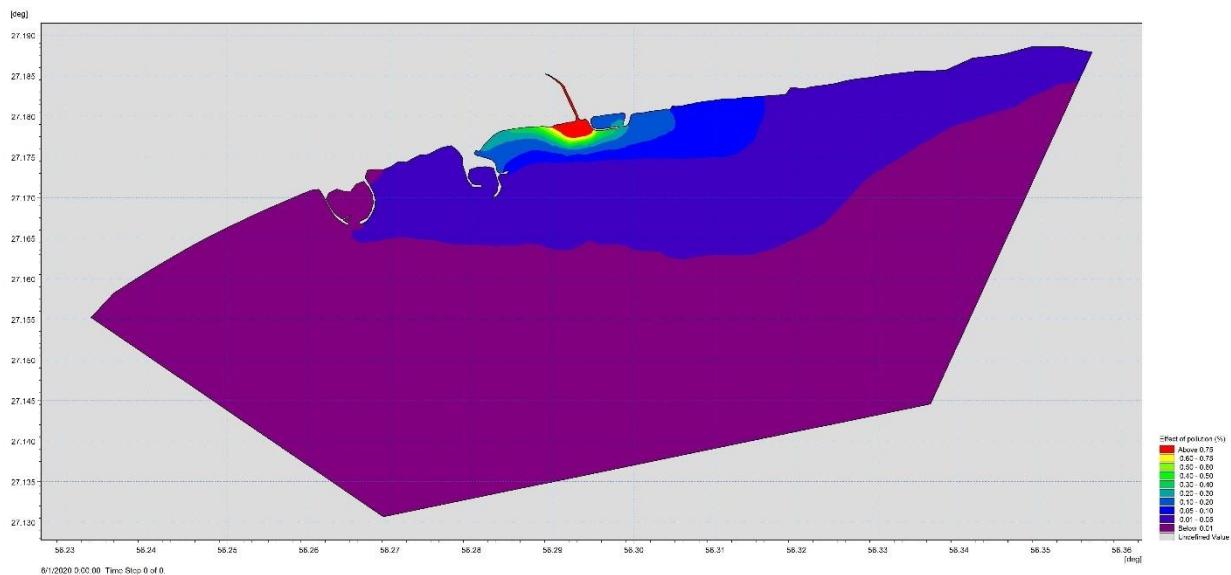 [deg]
27.190
27.185
27.180
27.175
27.170
27.165
27.160
27.155
27.150
27.145
27.140
27.135
27.130
56.23 56.24 56.25 56.26 56.27 56.28 56.29 56.30 56.31 56.32 56.33 56.34 56.35 56.36
[deg]
6/1/2020 0:00:00 Time Step 0 of 0.
Effect of pollution (%)
Above 0.75
0.60 - 0.75
0.50 - 0.60
0.40 - 0.50
0.30 - 0.40
0.20 - 0.30
0.10 - 0.20
0.05 - 0.10
0.01 - 0.05
Below 0.01
Undefined Value